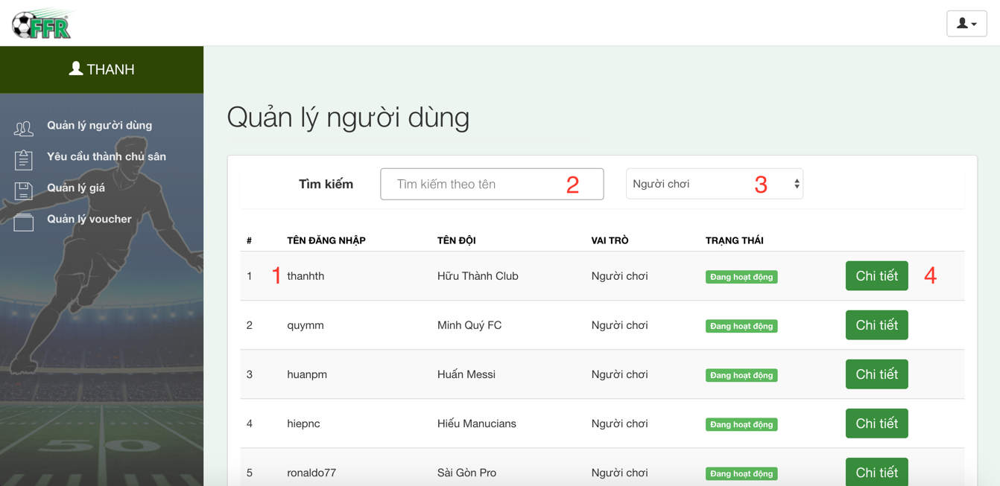 FFR
THANH
Quản lý người dùng
Yêu cầu thành chủ sân
Quản lý giá
Quản lý voucher
50
Quản lý người dùng
Tìm kiếm Tìm kiếm theo tên 2 Người chơi 3
# TÊN ĐĂNG NHẬP TÊN ĐỘI VAI TRÒ TRẠNG THÁI
1 1 thanhth Hữu Thành Club Người chơi Đang hoạt động Chi tiết 4
2 quymm Minh Quý FC Người chơi Đang hoạt động Chi tiết
3 huanpm Huấn Messi Người chơi Đang hoạt động Chi tiết
4 hiepnc Hiếu Manucians Người chơi Đang hoạt động Chi tiết
5 ronaldo77 Sài Gòn Pro Người chơi Đang hoạt động Chi tiết